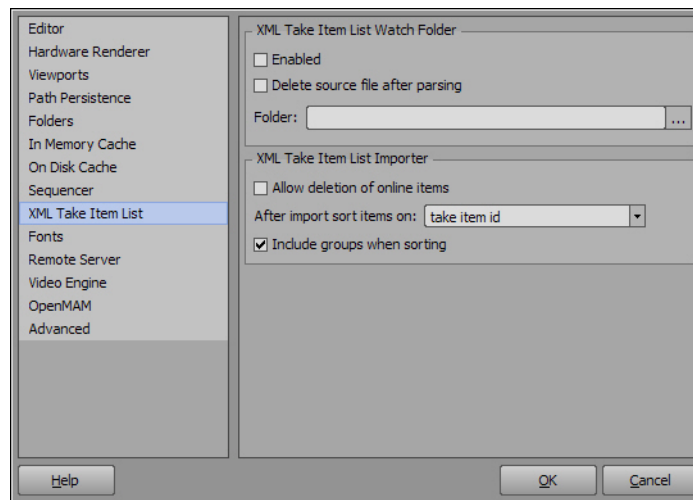 Editor
Hardware Renderer
Viewports
Path Persistence
Folders
In Memory Cache
On Disk Cache
Sequencer
XML Take Item List
Fonts
Remote Server
Video Engine
OpenMAM
Advanced
XML Take Item List Watch Folder
Enabled
Delete source file after parsing
Folder: ...
XML Take Item List Importer
Allow deletion of online items
After import sort items on: take item id
Include groups when sorting
Help OK Cancel